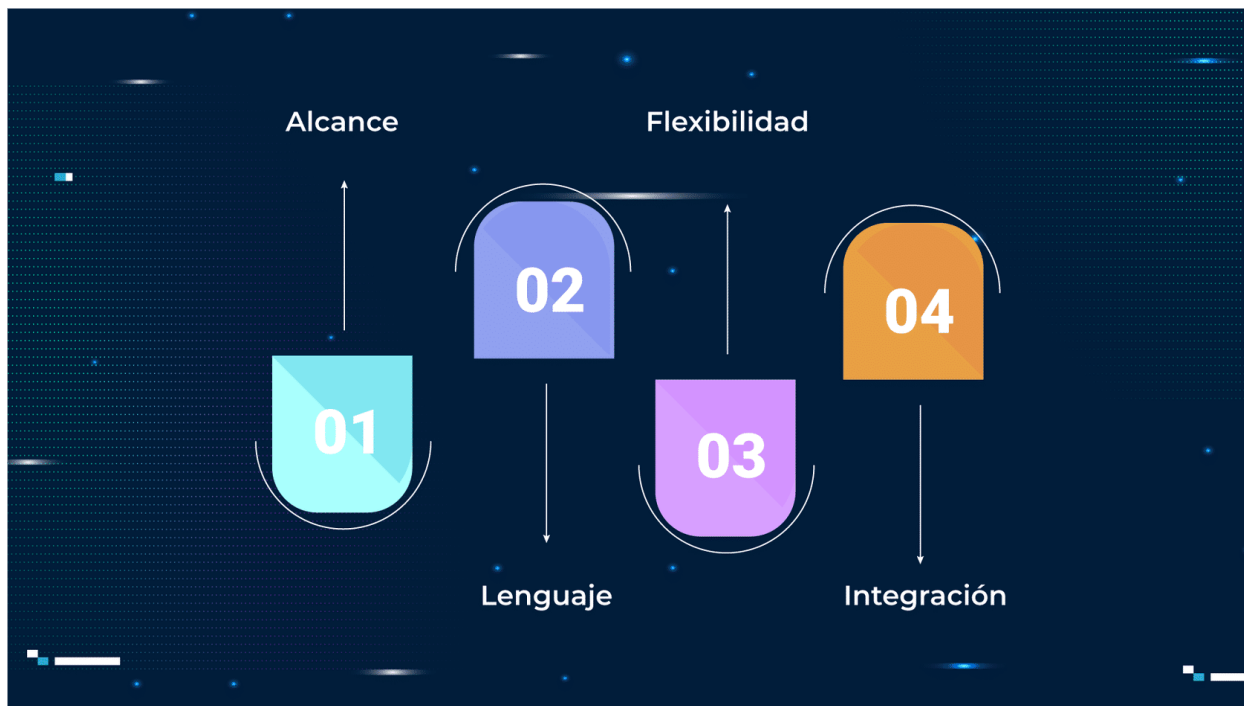 Alcance
Flexibilidad
02
04
01
03
Lenguaje
Integración